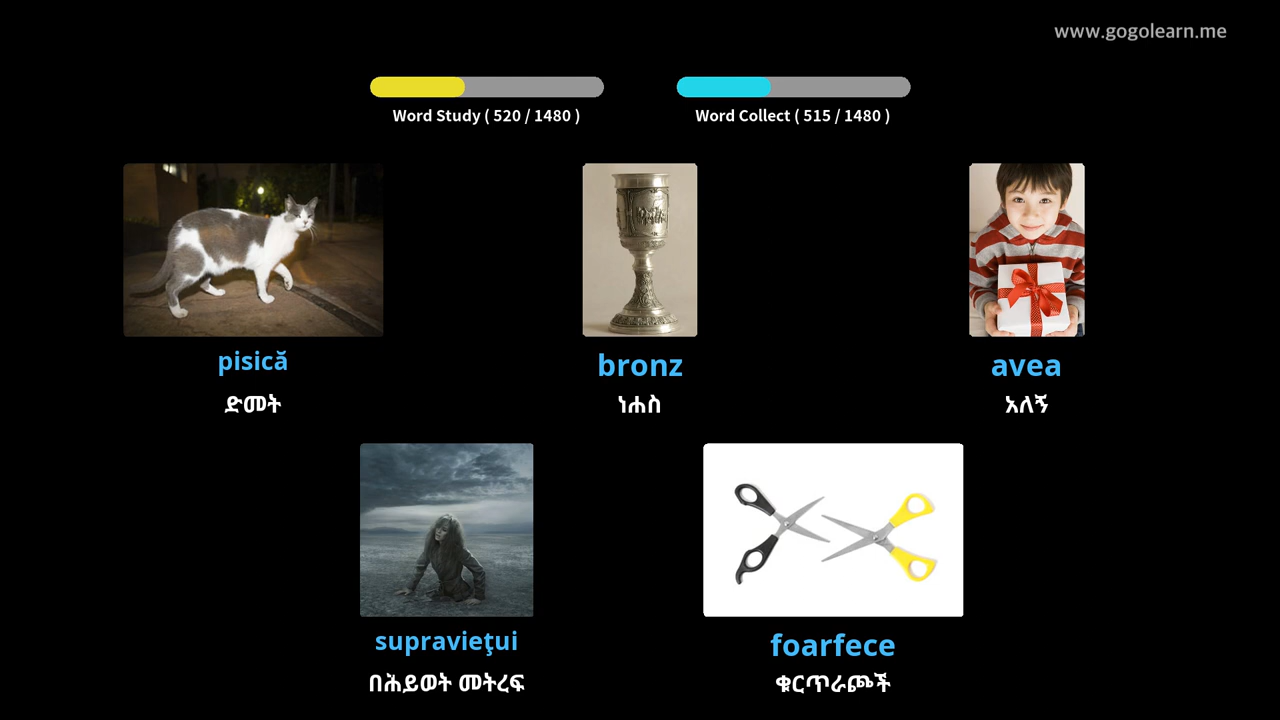 www.gogolearn.me
Word Study ( 520 / 1480 )
Word Collect ( 515 / 1480 )
pisică
bronz
avea
ድመት
ነሐስ
አለኝ
supravieţui
foarfece
በሕይወት መትረፍ
ቁርጥራጮች